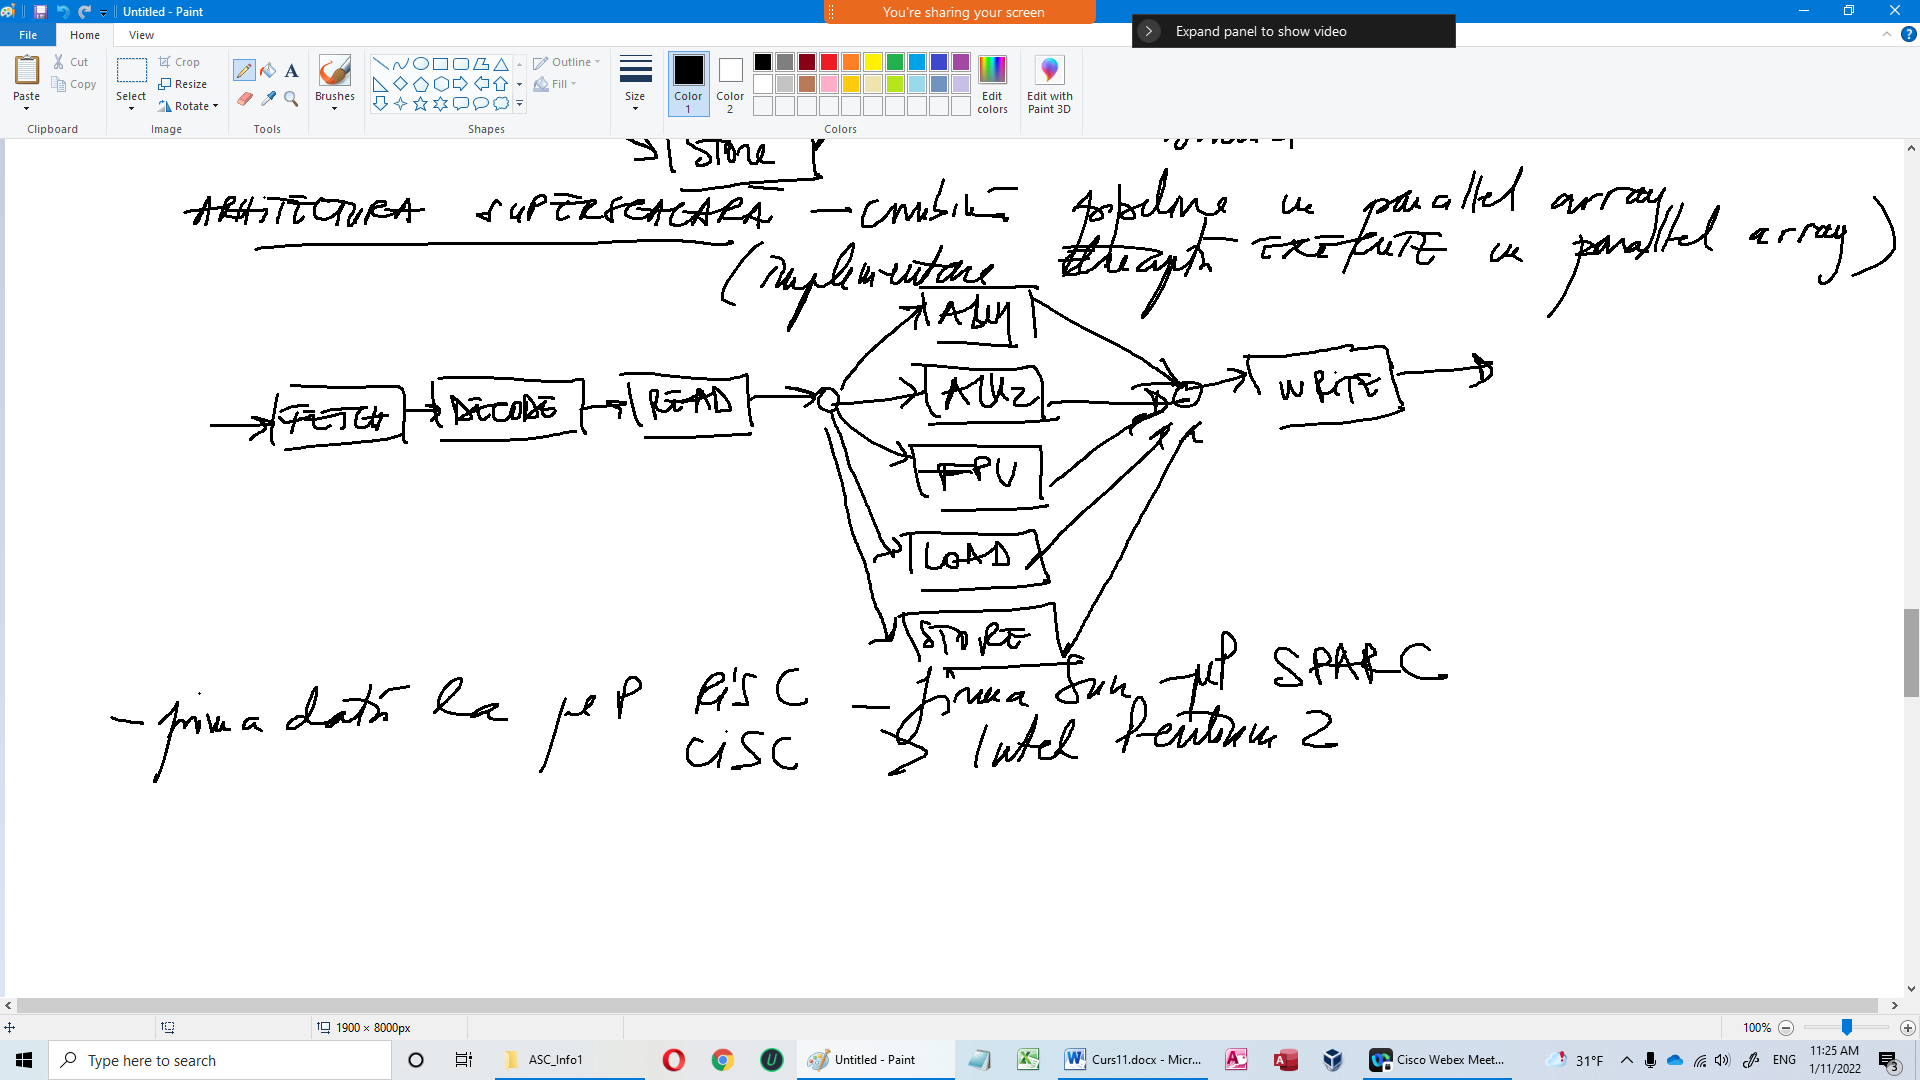 Untitled - Paint
You're sharing your screen
Expand panel to show video
File Home View
Paste
Cut
Copy
Clipboard
Select
Crop
Resize
Rotate
Image
Tools
Brushes
Shapes
Outline
Fill
Size
Color 1
Color 2
Edit colors
Colors
Edit with Paint 3D
Store
ARHITECTURA SUPERSCALARA - combină pipeline cu parallel array
(implementare EXECUTE cu parallel array)
FETCH DECODE READ ALU1 WRITE
ALU2
FPU
LOAD
STORE
- prima dată la µP RISC - firma Sun - µP SPARC
CISC → Intel Pentium 2
1900 × 8000px
100%
Type here to search
ASC_Info1
Untitled - Paint
Curs11.docx - Micr...
Cisco Webex Meet...
31°F
ENG
11:25 AM
1/11/2022
3